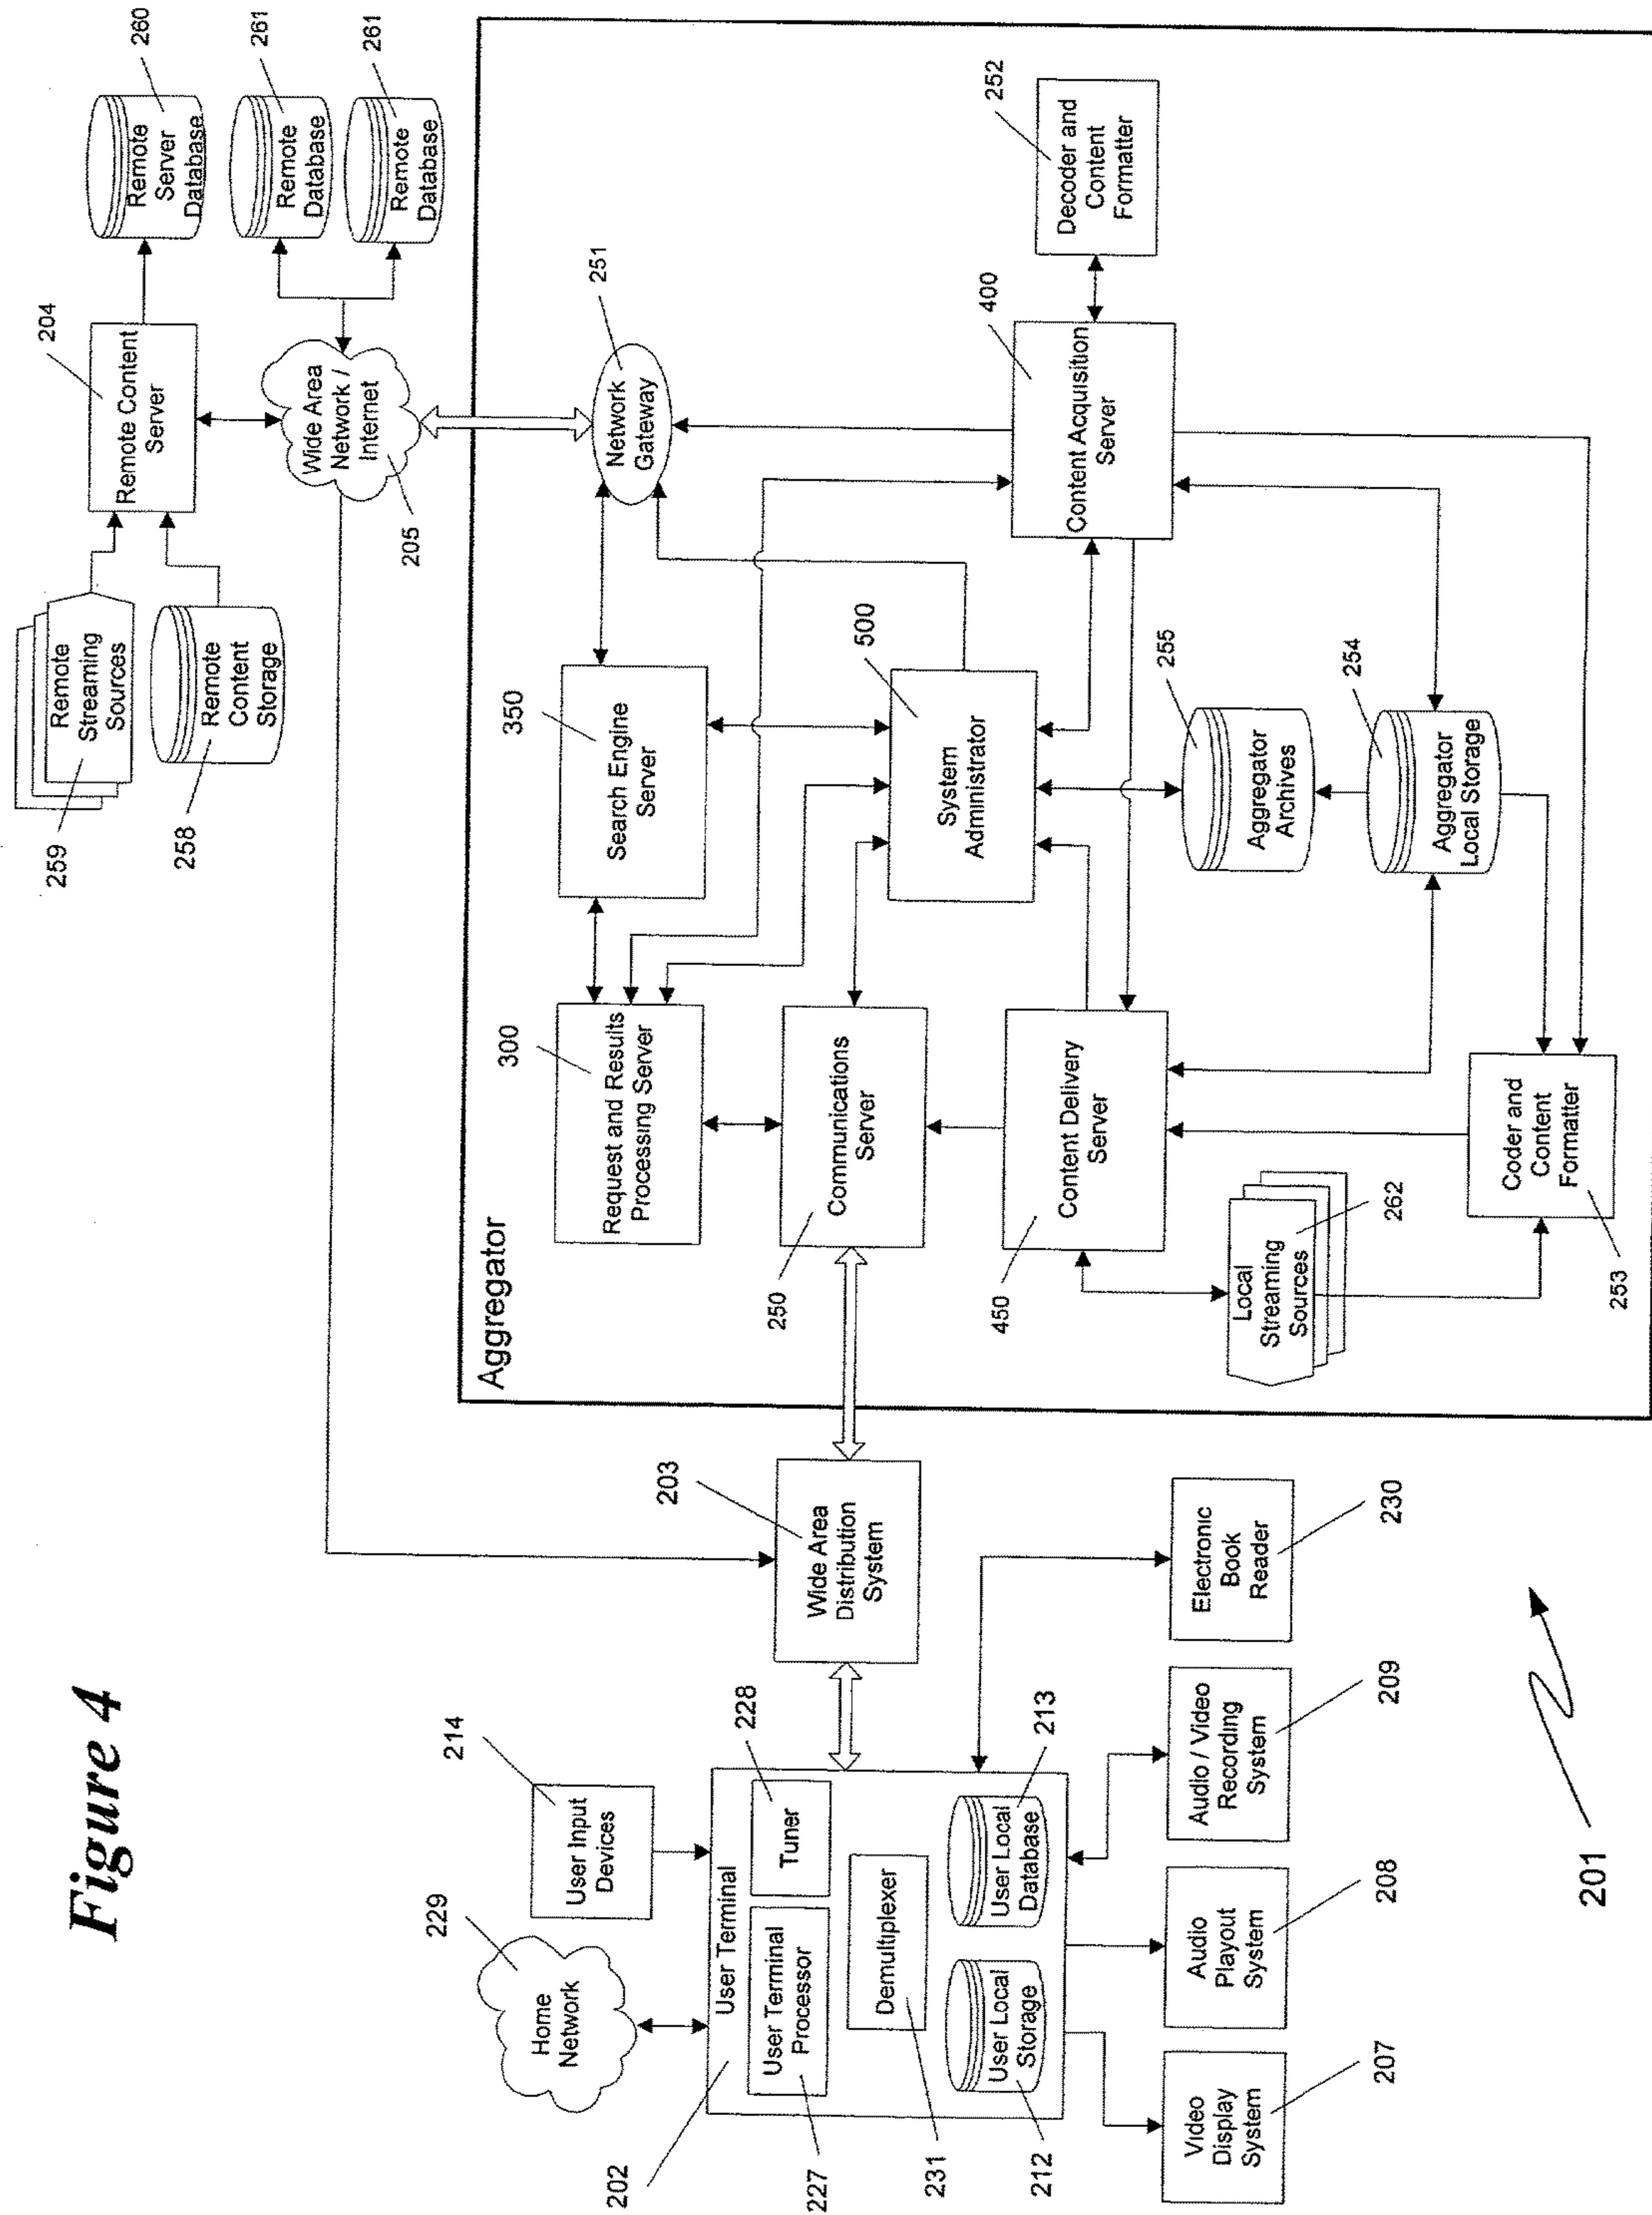 Figure 4
229
Home
Network
214
User Input
Devices
202
User Terminal
227
User Terminal
Processor
228
Tuner
231
Demultiplexer
212
User Local
Storage
213
User Local
Database
Video
Display
System
207
Audio
Playout
System
208
Audio / Video
Recording
System
209
Electronic
Book
Reader
230
201
203
Wide Area
Distribution
System
259
Remote
Streaming
Sources
258
Remote
Content
Storage
204
Remote Content
Server
260
Remote
Server
Database
261
Remote
Database
261
Remote
Database
Wide Area
Network /
Internet
205
Aggregator
300
Request and Results
Processing Server
350
Search Engine
Server
251
Network
Gateway
250
Communications
Server
500
System
Administrator
400
Content Acquisition
Server
252
Decoder and
Content
Formatter
450
Content Delivery
Server
255
Aggregator
Archives
254
Aggregator
Local Storage
Local
Streaming
Sources
262
Coder and
Content
Formatter
253